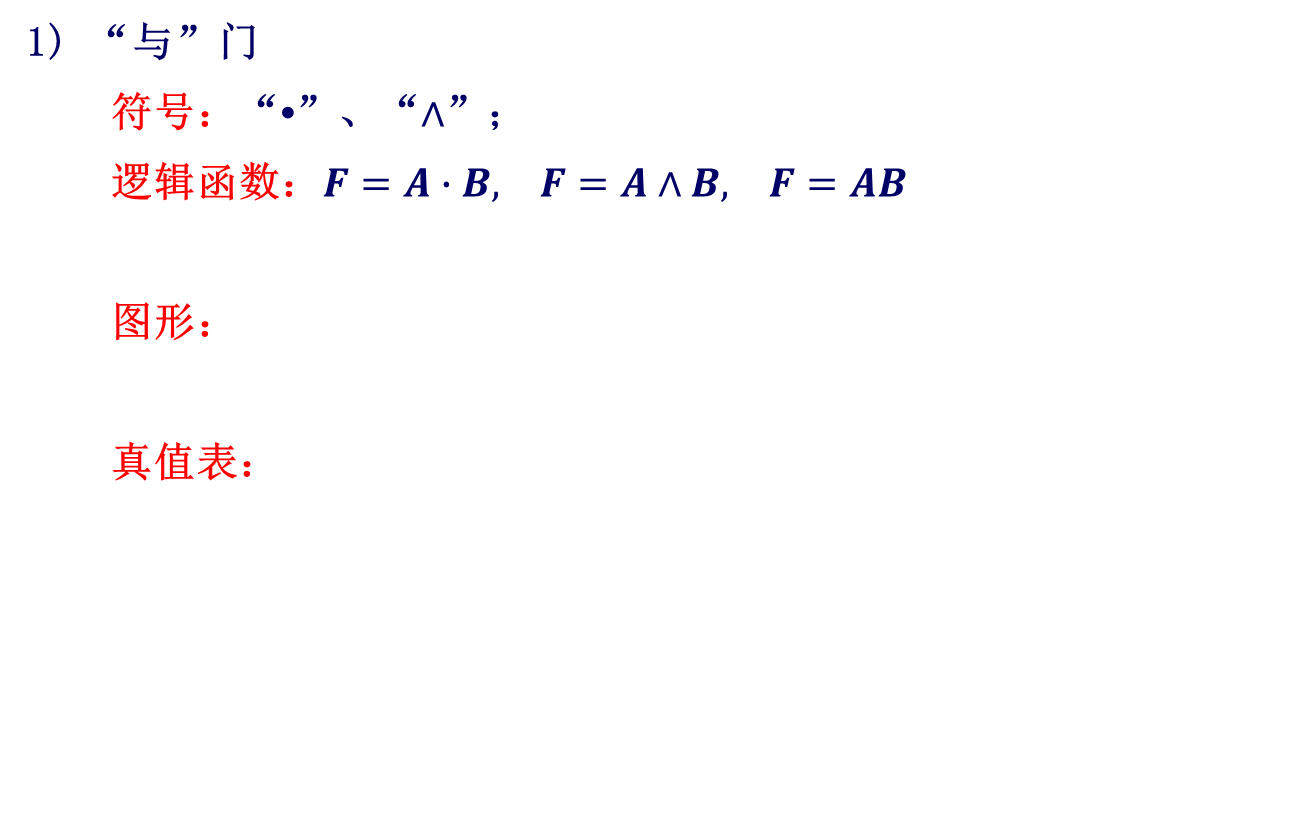 1) “与”门
符号：“•”、“∧”；
逻辑函数：F = A · B, F = A ∧ B, F = AB
图形：
真值表：